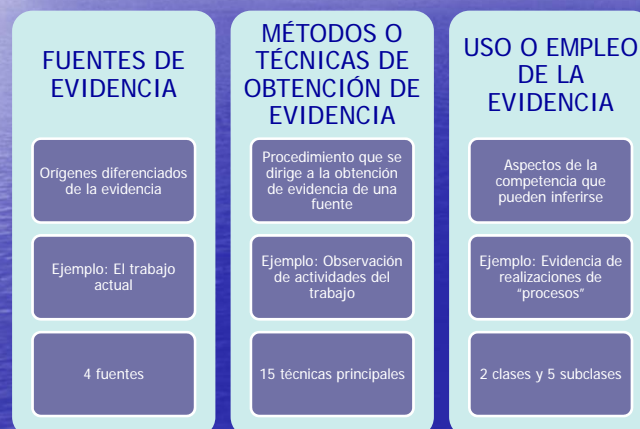 FUENTES DE
EVIDENCIA
Orígenes diferenciados
de la evidencia
Ejemplo: El trabajo
actual
4 fuentes
MÉTODOS O
TÉCNICAS DE
OBTENCIÓN DE
EVIDENCIA
Procedimiento que se
dirige a la obtención
de evidencia de una
fuente
Ejemplo: Observación
de actividades del
trabajo
15 técnicas principales
USO O EMPLEO
DE LA
EVIDENCIA
Aspectos de la
competencia que
pueden inferirse
Ejemplo: Evidencia de
realizaciones de
“procesos”
2 clases y 5 subclases